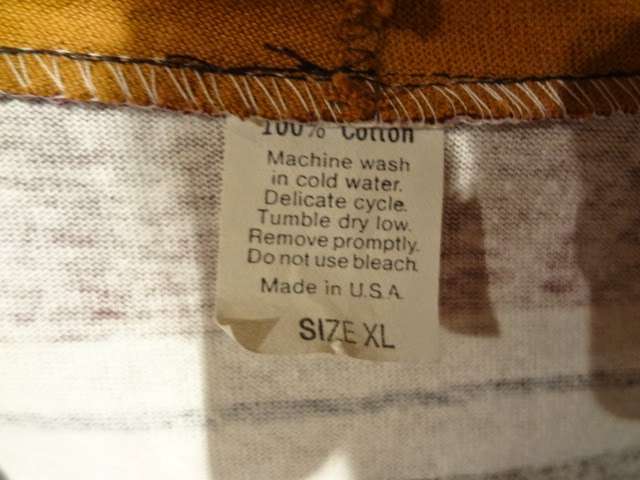 100% Cotton
Machine wash
in cold water.
Delicate cycle.
Tumble dry low.
Remove promptly.
Do not use bleach.
Made in U.S.A.
SIZE XL